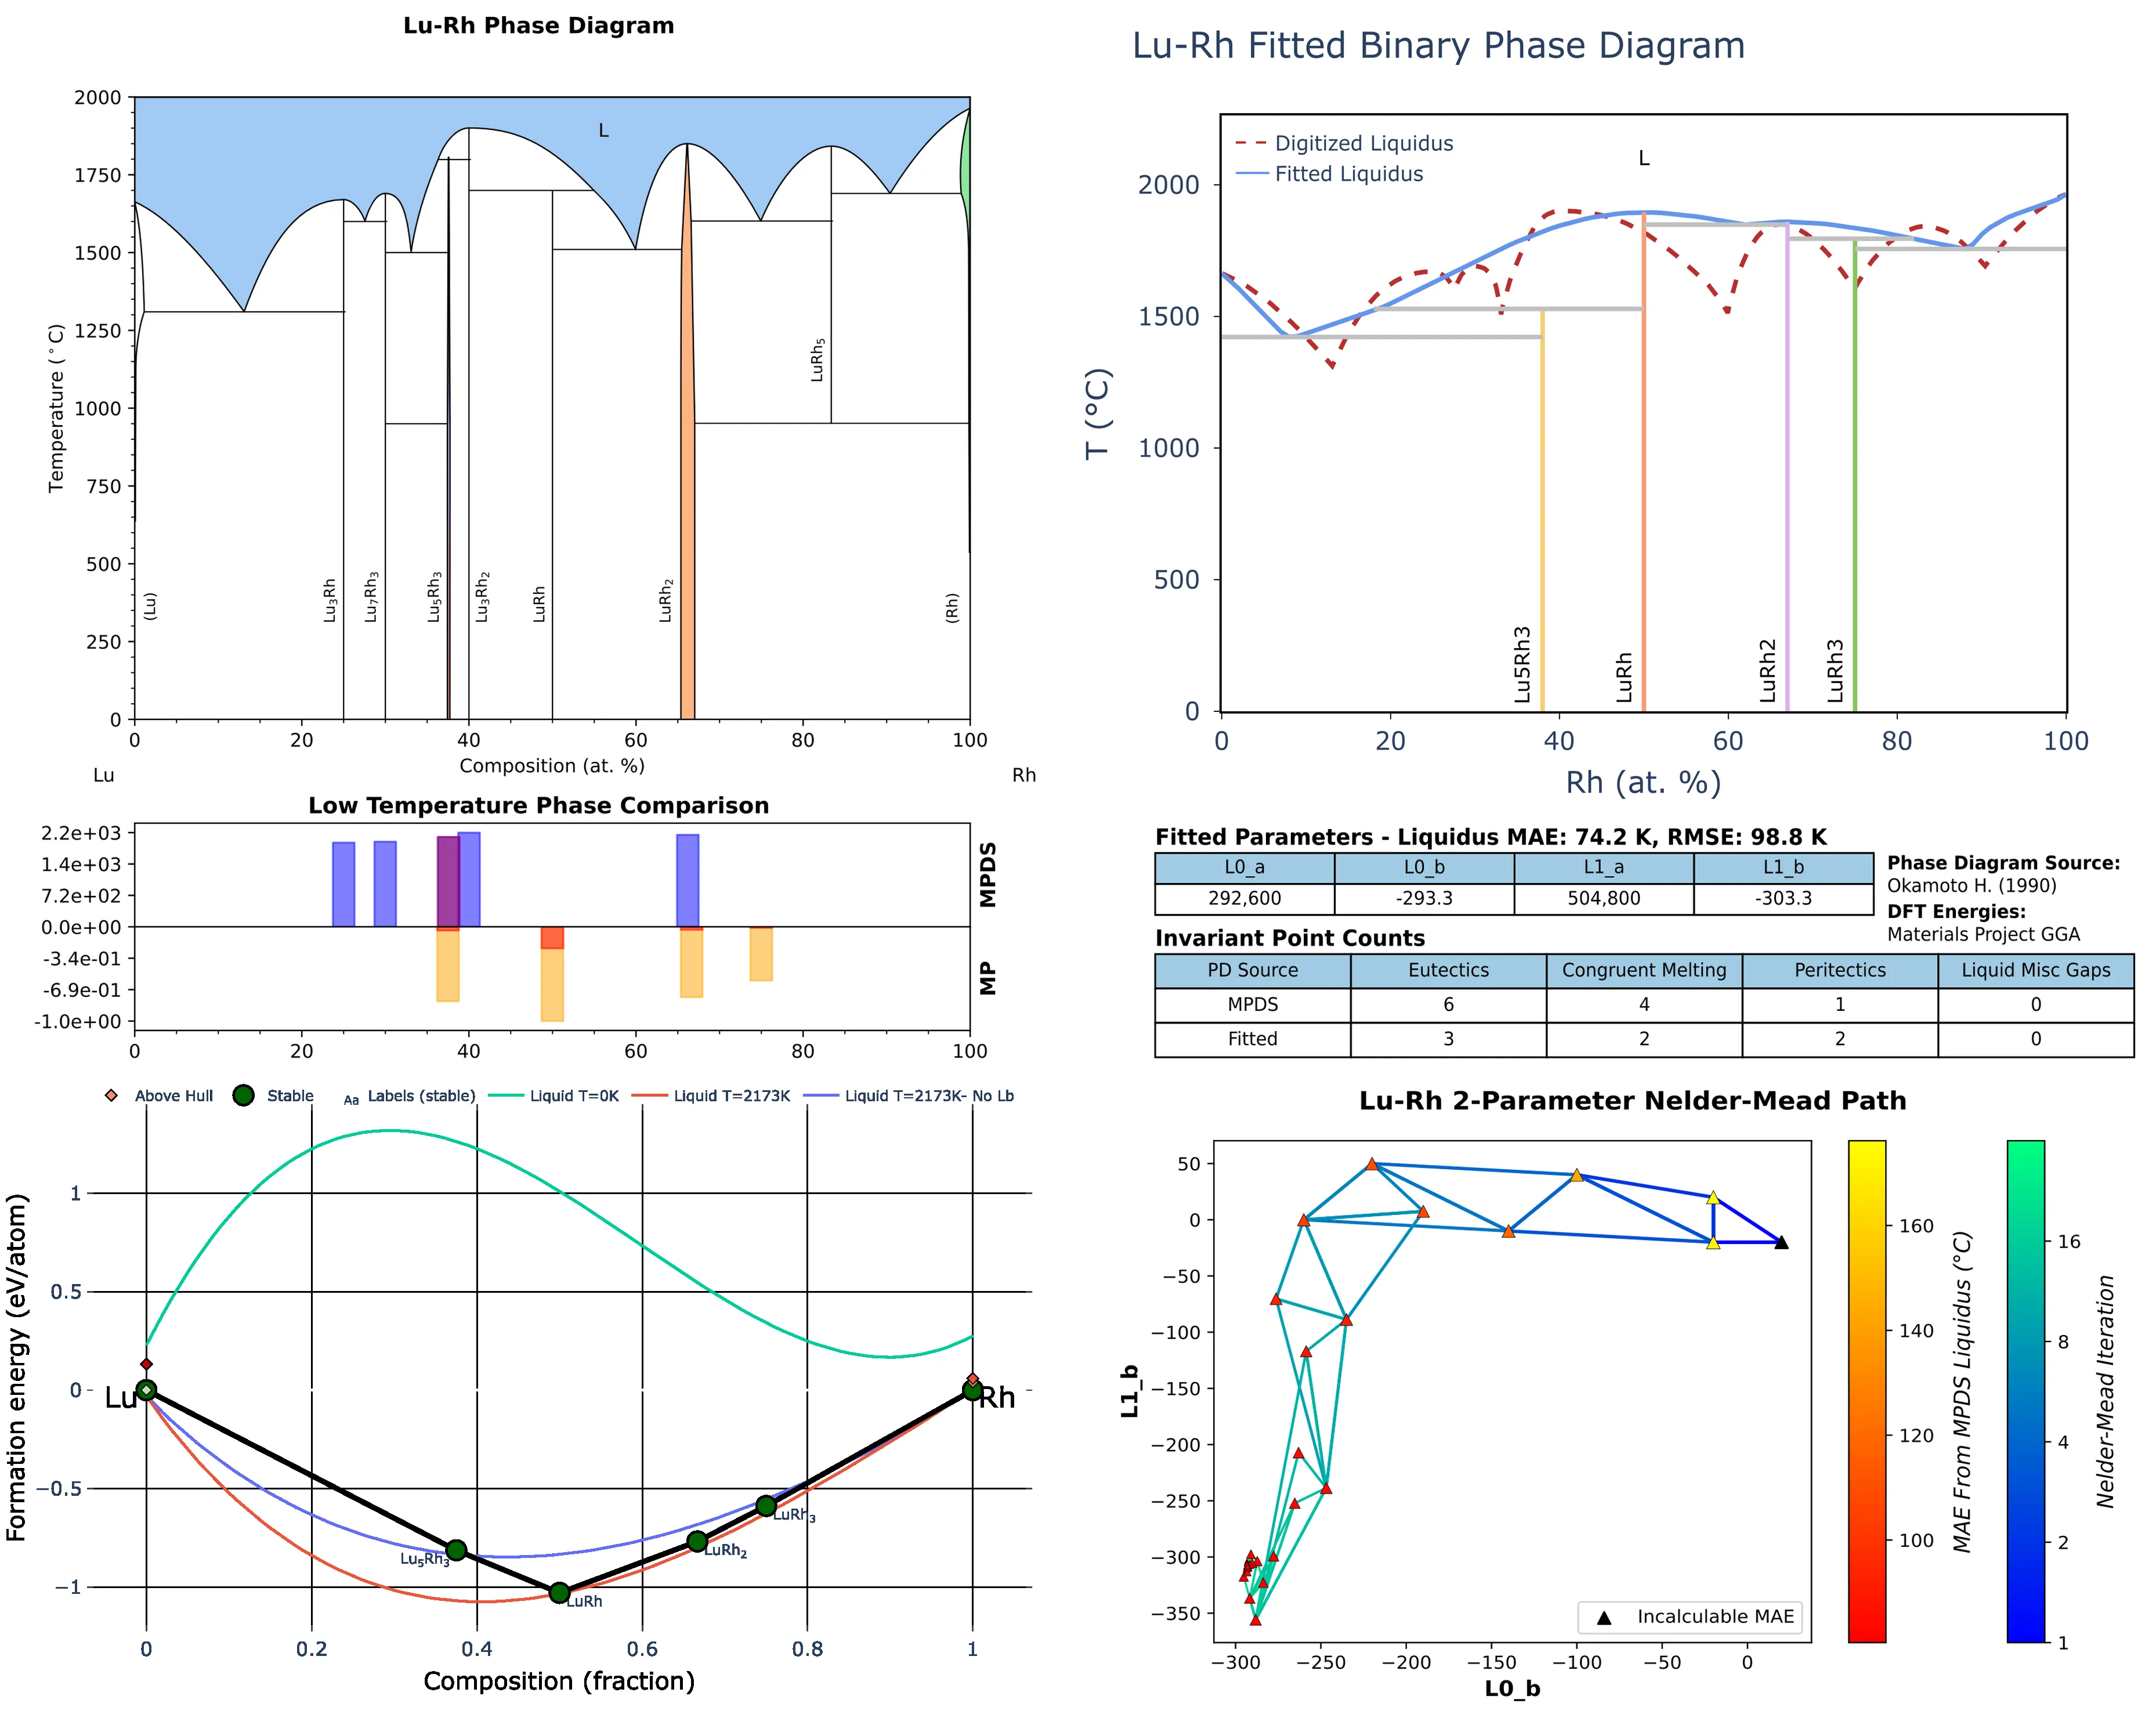 Lu-Rh Phase Diagram
2000
1750
1500
1250
1000
750
500
250
0
Temperature (°C)
L
(Lu)
Lu₃Rh
Lu₇Rh₃
Lu₅Rh₃
Lu₃Rh₂
LuRh
LuRh₂
LuRh₅
(Rh)
0 20 40 60 80 100
Composition (at. %)
Lu Rh
Lu-Rh Fitted Binary Phase Diagram
Digitized Liquidus
Fitted Liquidus
L
2000
1500
1000
500
0
T (°C)
Lu5Rh3
LuRh
LuRh2
LuRh3
0 20 40 60 80 100
Rh (at. %)
Low Temperature Phase Comparison
2.2e+03
1.4e+03
7.2e+02
0.0e+00
-3.4e-01
-6.9e-01
-1.0e+00
MPDS
MP
0 20 40 60 80 100
Fitted Parameters - Liquidus MAE: 74.2 K, RMSE: 98.8 K
L0_a L0_b L1_a L1_b
292,600 -293.3 504,800 -303.3
Phase Diagram Source:
Okamoto H. (1990)
DFT Energies:
Materials Project GGA
Invariant Point Counts
PD Source Eutectics Congruent Melting Peritectics Liquid Misc Gaps
MPDS 6 4 1 0
Fitted 3 2 2 0
Above Hull Stable Aa Labels (stable) Liquid T=0K Liquid T=2173K Liquid T=2173K- No Lb
1
0.5
0
−0.5
−1
Formation energy (eV/atom)
Lu
Rh
Lu₅Rh₃
LuRh
LuRh₂
LuRh₃
0 0.2 0.4 0.6 0.8 1
Composition (fraction)
Lu-Rh 2-Parameter Nelder-Mead Path
50
0
−50
−100
−150
−200
−250
−300
−350
L1_b
−300 −250 −200 −150 −100 −50 0
L0_b
Incalculable MAE
160
140
120
100
MAE From MPDS Liquidus (°C)
16
8
4
2
1
Nelder-Mead Iteration